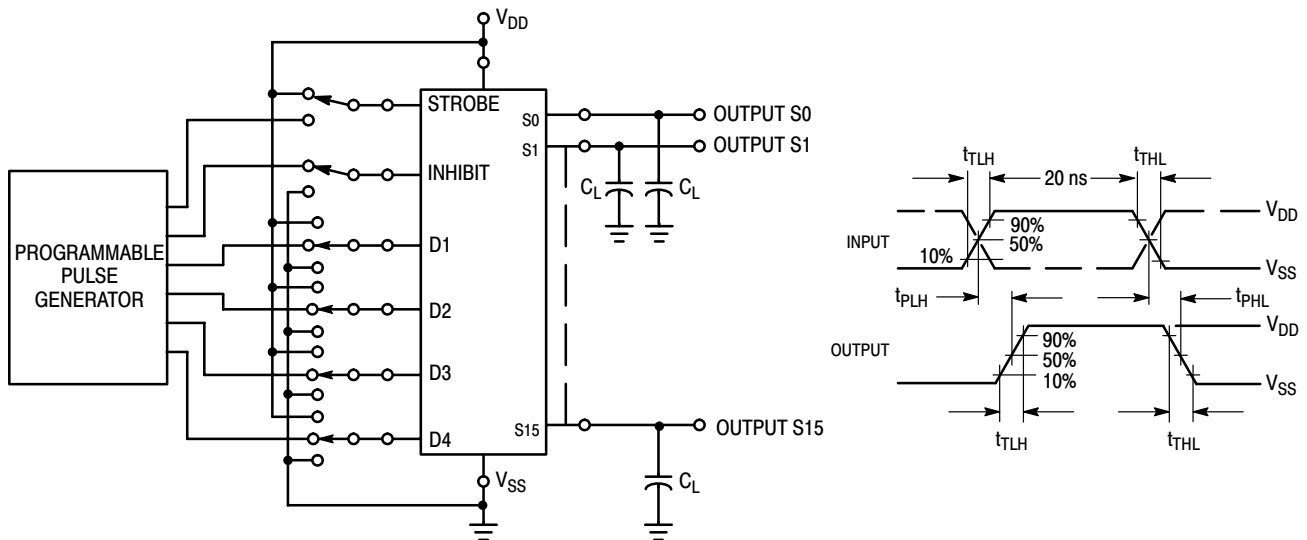 VDD
STROBE
S0
OUTPUT S0
S1
OUTPUT S1
INHIBIT
CL
CL
PROGRAMMABLE
PULSE
GENERATOR
D1
D2
D3
D4
S15
OUTPUT S15
VSS
CL
tTLH
tTHL
20 ns
VDD
INPUT
90%
50%
10%
VSS
tPLH
tPHL
VDD
OUTPUT
90%
50%
10%
VSS
tTLH
tTHL